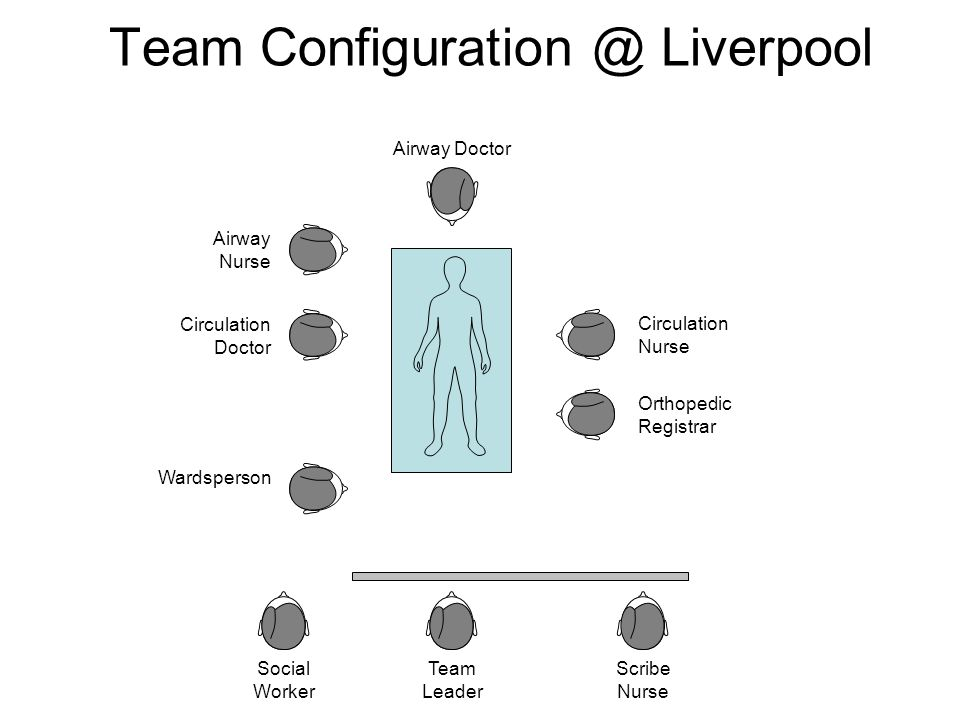 Team Configuration @ Liverpool
Airway Doctor
Airway
Nurse
Circulation
Doctor
Circulation
Nurse
Orthopedic
Registrar
Wardsperson
Social
Worker
Team
Leader
Scribe
Nurse